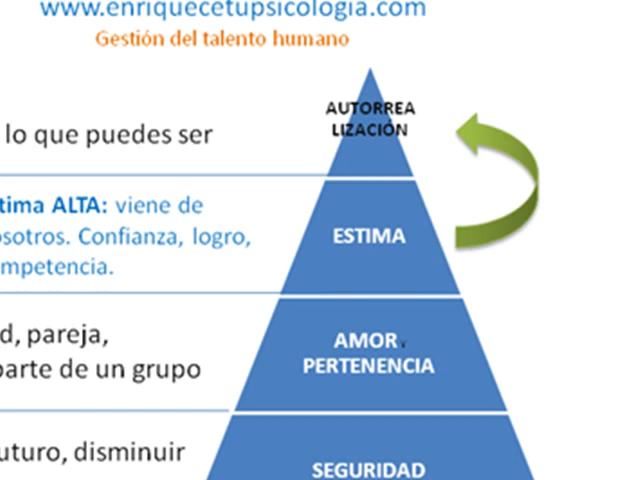 www.enriquecetupsicologia.com
Gestión del talento humano
AUTORREA
LIZACIÓN
lo que puedes ser
tima ALTA: viene de
osotros. Confianza, logro,
mpetencia.
ESTIMA
d, pareja,
parte de un grupo
AMOR Y
PERTENENCIA
uturo, disminuir
SEGURIDAD